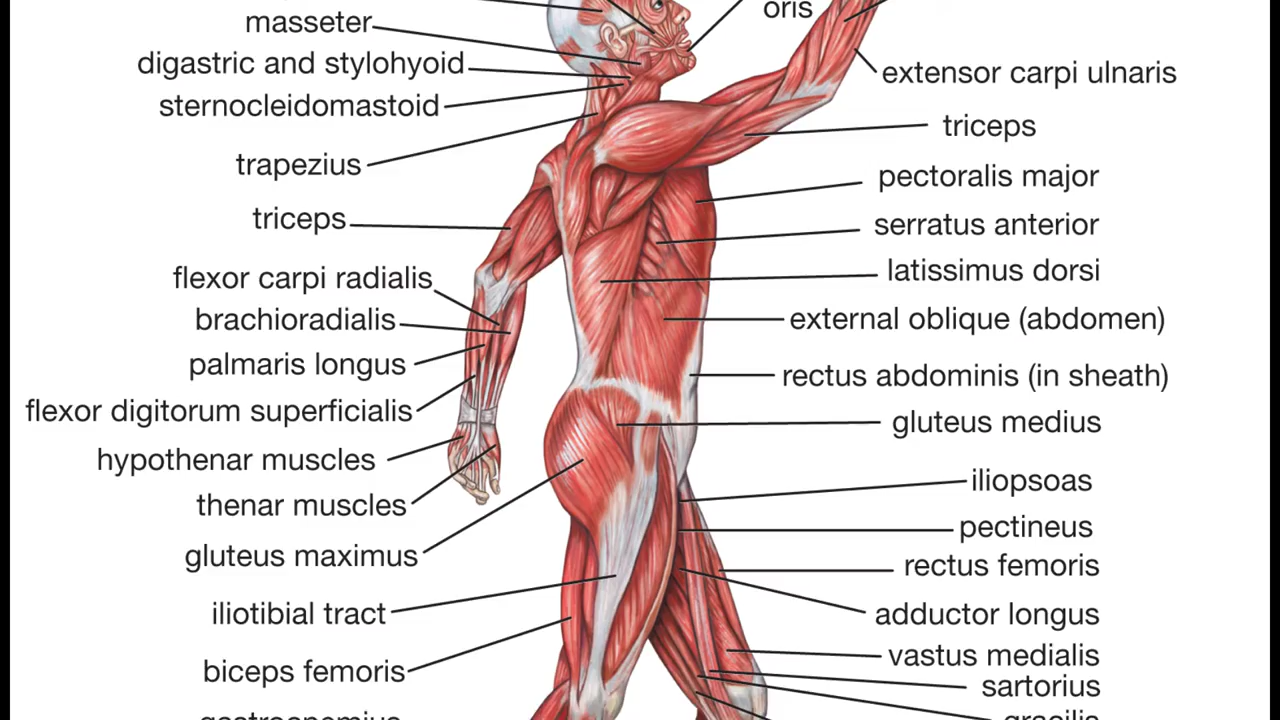 masseter
digastric and stylohyoid
sternocleidomastoid
trapezius
triceps
flexor carpi radialis
brachioradialis
palmaris longus
flexor digitorum superficialis
hypothenar muscles
thenar muscles
gluteus maximus
iliotibial tract
biceps femoris
oris
extensor carpi ulnaris
triceps
pectoralis major
serratus anterior
latissimus dorsi
external oblique (abdomen)
rectus abdominis (in sheath)
gluteus medius
iliopsoas
pectineus
rectus femoris
adductor longus
vastus medialis
sartorius